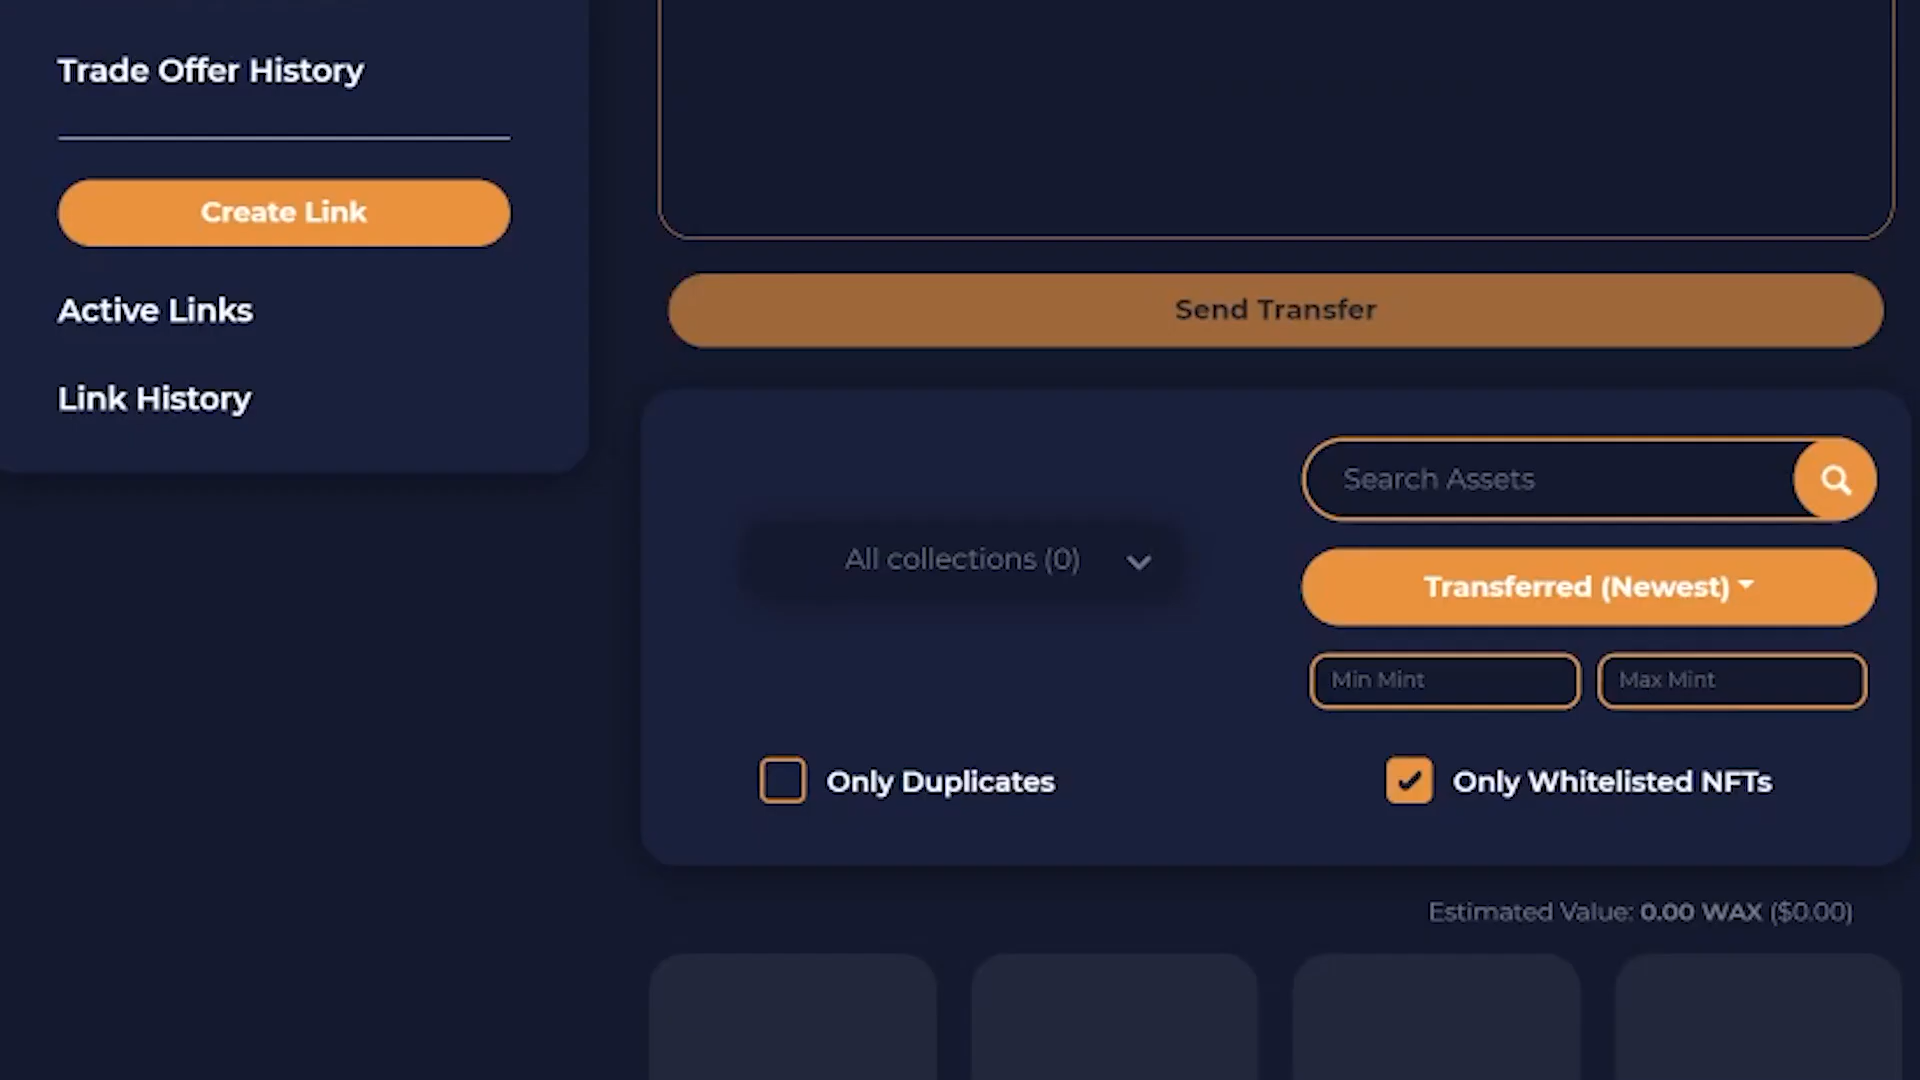 Trade Offer History
Create Link
Active Links
Link History
Send Transfer
Search Assets
All collections (0)
Transferred (Newest)
Min Mint
Max Mint
Only Duplicates
Only Whitelisted NFTs
Estimated Value: 0.00 WAX ($0.00)